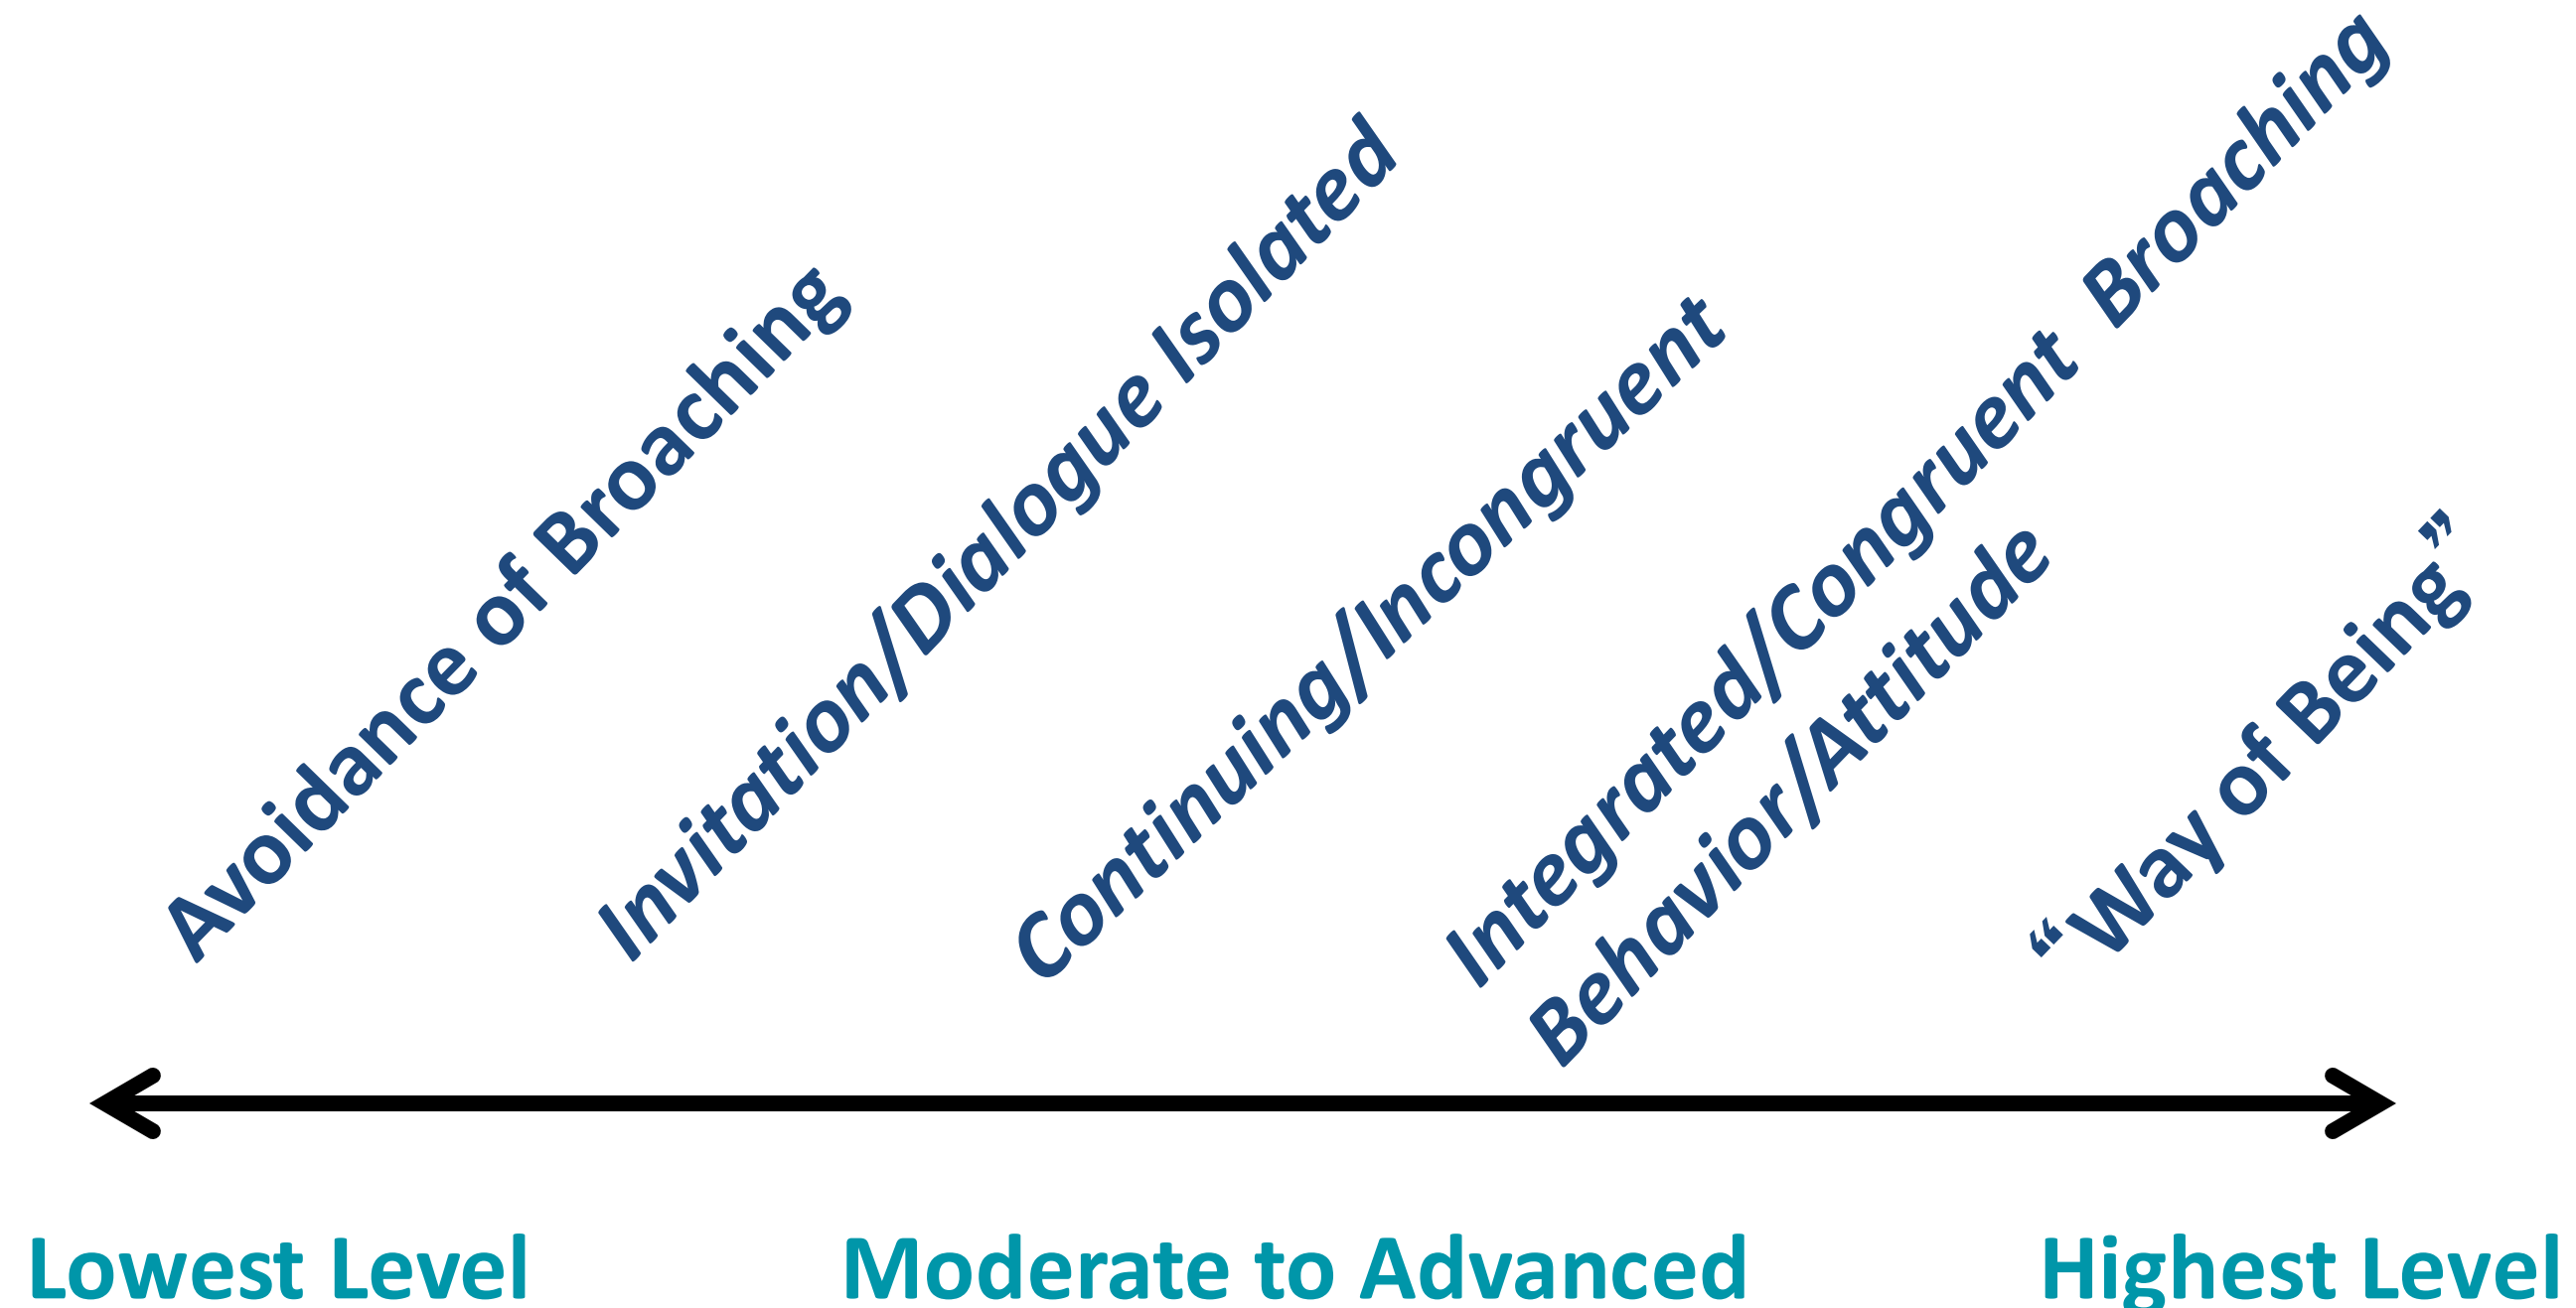 Avoidance of Broaching
Invitation/Dialogue Isolated
Continuing/Incongruent
Integrated/Congruent Broaching
Behavior/Attitude
“Way of Being”
Lowest Level
Moderate to Advanced
Highest Level